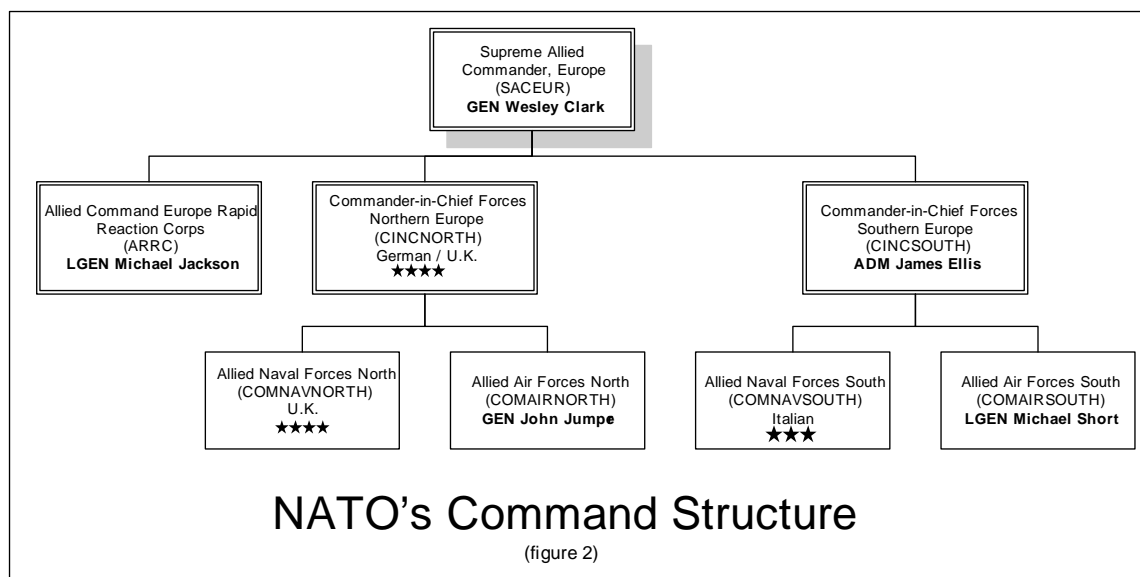 Supreme Allied
Commander, Europe
(SACEUR)
GEN Wesley Clark
Allied Command Europe Rapid
Reaction Corps
(ARRC)
LGEN Michael Jackson
Commander-in-Chief Forces
Northern Europe
(CINCNORTH)
German / U.K.
★★★★
Commander-in-Chief Forces
Southern Europe
(CINCSOUTH)
ADM James Ellis
Allied Naval Forces North
(COMNAVNORTH)
U.K.
★★★★
Allied Air Forces North
(COMAIRNORTH)
GEN John Jumper
Allied Naval Forces South
(COMNAVSOUTH)
Italian
★★★
Allied Air Forces South
(COMAIRSOUTH)
LGEN Michael Short
NATO’s Command Structure
(figure 2)